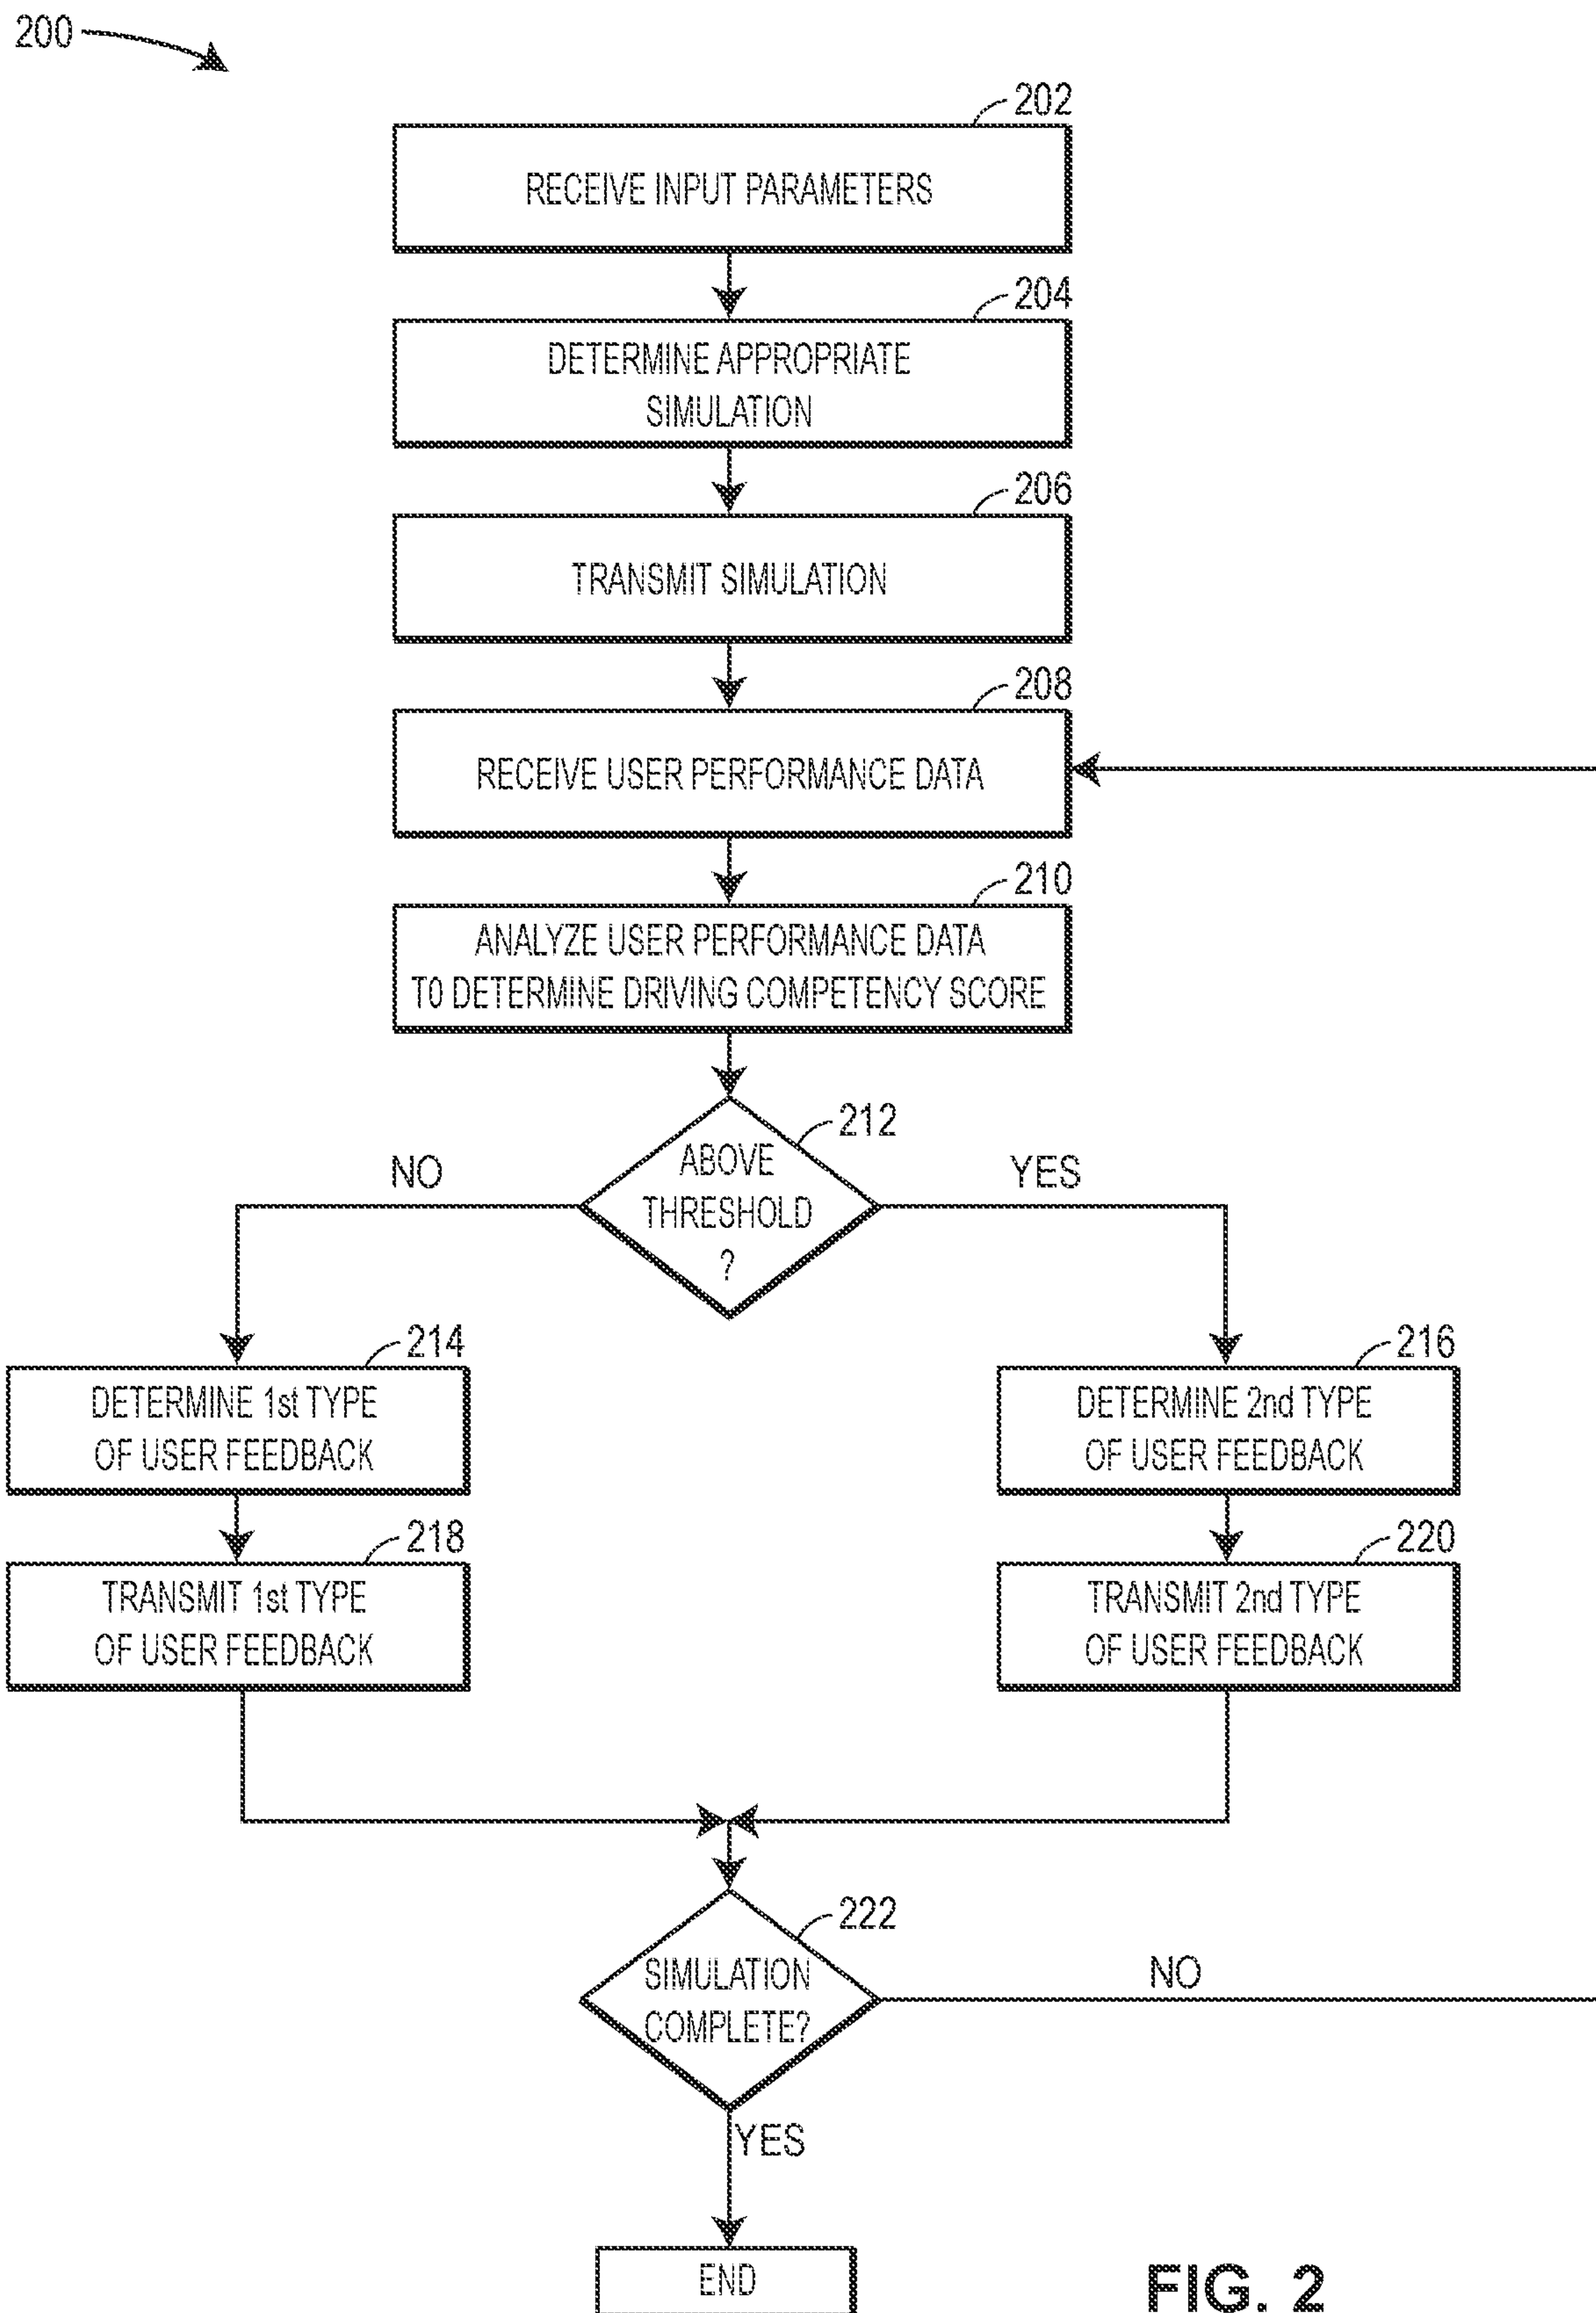 200
202
RECEIVE INPUT PARAMETERS
204
DETERMINE APPROPRIATE
SIMULATION
206
TRANSMIT SIMULATION
208
RECEIVE USER PERFORMANCE DATA
210
ANALYZE USER PERFORMANCE DATA
TO DETERMINE DRIVING COMPETENCY SCORE
212
ABOVE
THRESHOLD
?
NO
YES
214
DETERMINE 1st TYPE
OF USER FEEDBACK
216
DETERMINE 2nd TYPE
OF USER FEEDBACK
218
TRANSMIT 1st TYPE
OF USER FEEDBACK
220
TRANSMIT 2nd TYPE
OF USER FEEDBACK
222
SIMULATION
COMPLETE?
NO
YES
END
FIG. 2